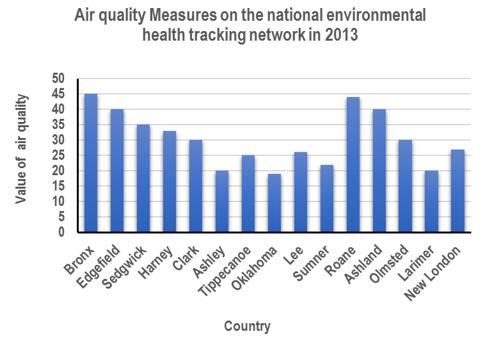 Air quality Measures on the national environmental
health tracking network in 2013
Value of air quality
50
45
40
35
30
25
20
15
10
5
0
Bronx
Edgefield
Sedgwick
Harney
Clark
Ashley
Tippecanoe
Oklahoma
Lee
Sumner
Roane
Ashland
Olmsted
Larimer
New London
Country